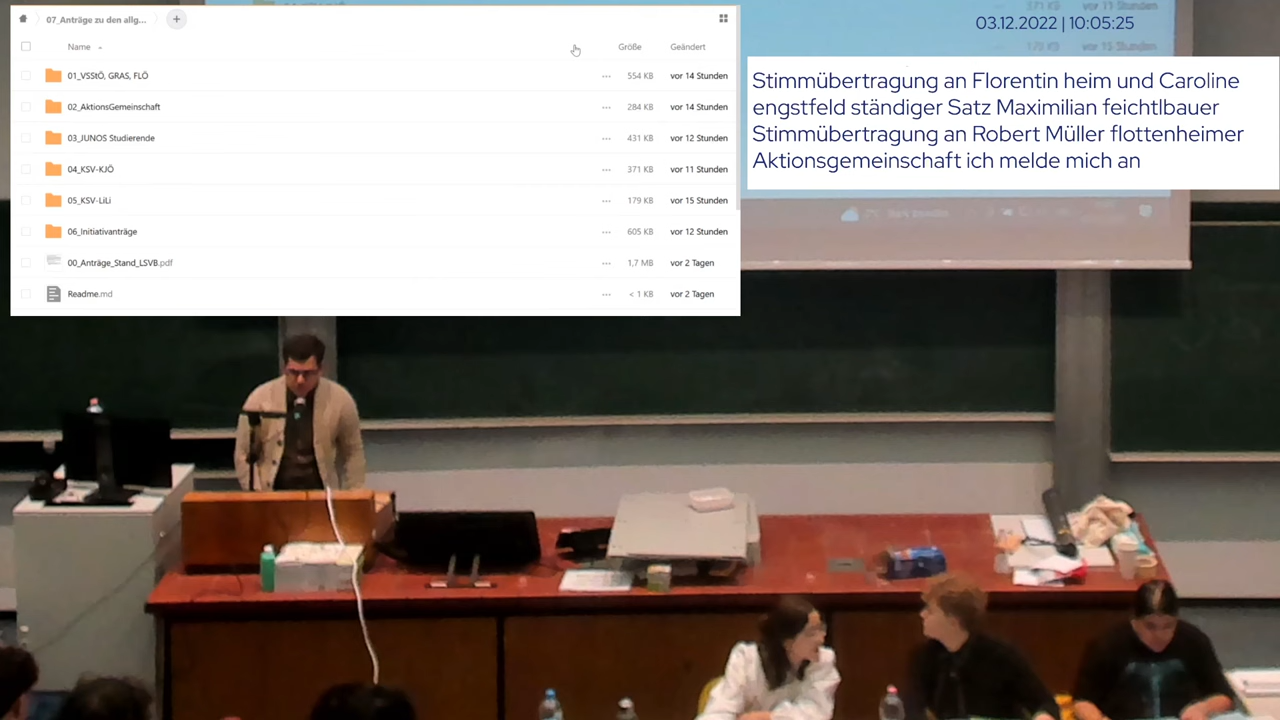 07_Anträge zu den allg...
Name
Größe
Geändert
01_VSStÖ, GRAS, FLÖ
554 KB
vor 14 Stunden
02_AktionsGemeinschaft
284 KB
vor 14 Stunden
03_JUNOS Studierende
431 KB
vor 12 Stunden
04_KSV-KJÖ
371 KB
vor 11 Stunden
05_KSV-LiLi
179 KB
vor 15 Stunden
06_Initiativanträge
605 KB
vor 12 Stunden
00_Anträge_Stand_LSVB.pdf
1,7 MB
vor 2 Tagen
Readme.md
< 1 KB
vor 2 Tagen
03.12.2022 | 10:05:25
Stimmübertragung an Florentin heim und Caroline
engstfeld ständiger Satz Maximilian feichtlbauer
Stimmübertragung an Robert Müller flottenheimer
Aktionsgemeinschaft ich melde mich an